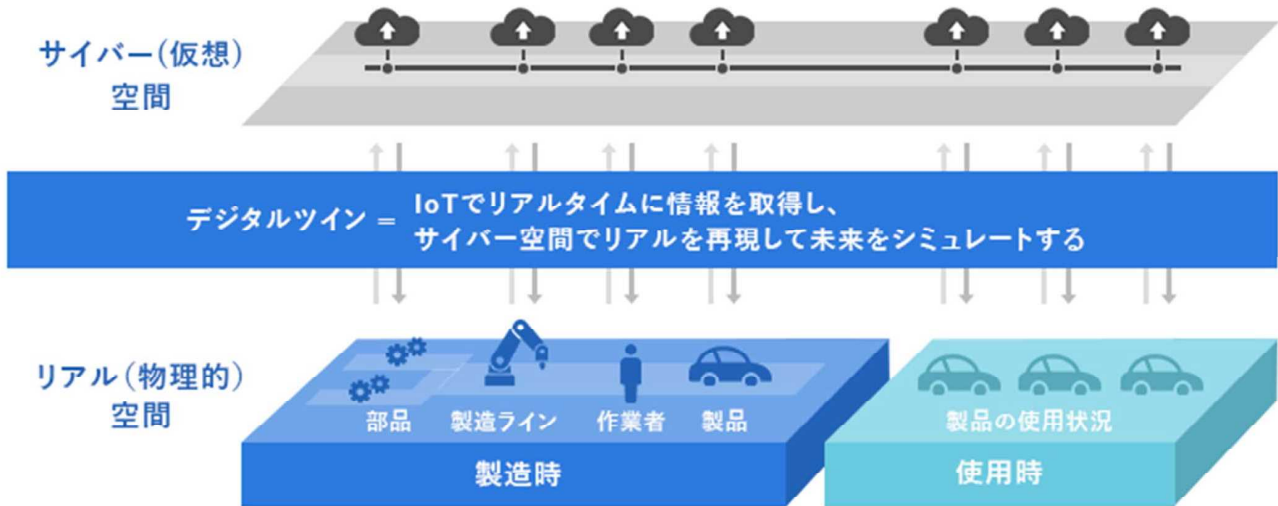 サイバー(仮想)
空間
デジタルツイン =
IoTでリアルタイムに情報を取得し、
サイバー空間でリアルを再現して未来をシミュレートする
リアル(物理的)
空間
部品
製造ライン
作業者
製品
製品の使用状況
製造時
使用時